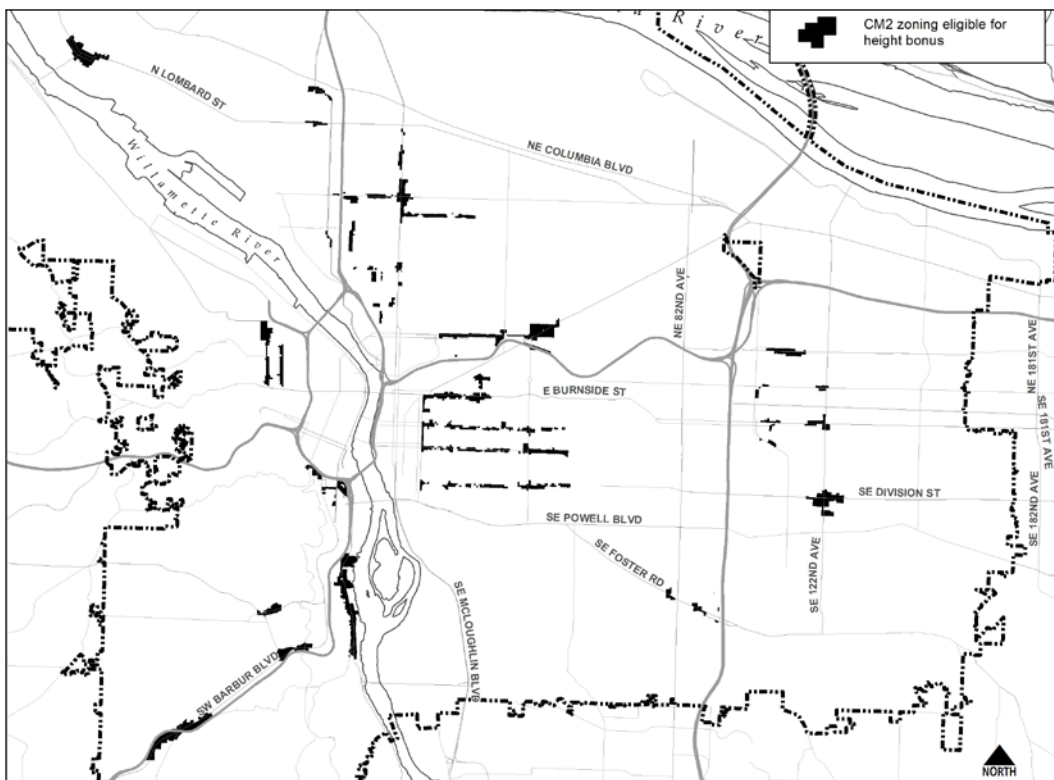 R i v e r
CM2 zoning eligible for
height bonus
N LOMBARD ST
NE COLUMBIA BLVD
W i l l a m e t t e R i v e r
NE 82ND AVE
NE 181ST AVE
SE 181ST AVE
E BURNSIDE ST
SE DIVISION ST
SE POWELL BLVD
SE 182ND AVE
SE FOSTER RD
SE 122ND AVE
SE MCLOUGHLIN BLVD
SW BARBUR BLVD
NORTH